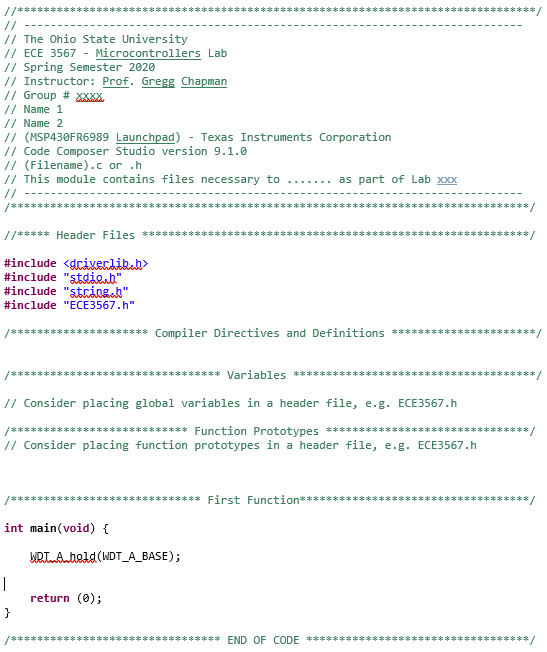 //*******************************************************************************/
// ----------------------------------------------------------------------------
// The Ohio State University
// ECE 3567 - Microcontrollers Lab
// Spring Semester 2020
// Instructor: Prof. Gregg Chapman
// Group # xxxx
// Name 1
// Name 2
// (MSP430FR6989 Launchpad) - Texas Instruments Corporation
// Code Composer Studio version 9.1.0
// (Filename).c or .h
// This module contains files necessary to ....... as part of Lab xxx
// ----------------------------------------------------------------------------
/*******************************************************************************/
//***** Header Files ***********************************************************/
#include <driverlib.h>
#include "stdio.h"
#include "string.h"
#include "ECE3567.h"
/********************* Compiler Directives and Definitions **********************/
/******************************** Variables *************************************/
// Consider placing global variables in a header file, e.g. ECE3567.h
/*************************** Function Prototypes *******************************/
// Consider placing function prototypes in a header file, e.g. ECE3567.h
/***************************** First Function***********************************/
int main(void) {
    WDT_A_hold(WDT_A_BASE);
    return (0);
}
/******************************** END OF CODE **********************************/